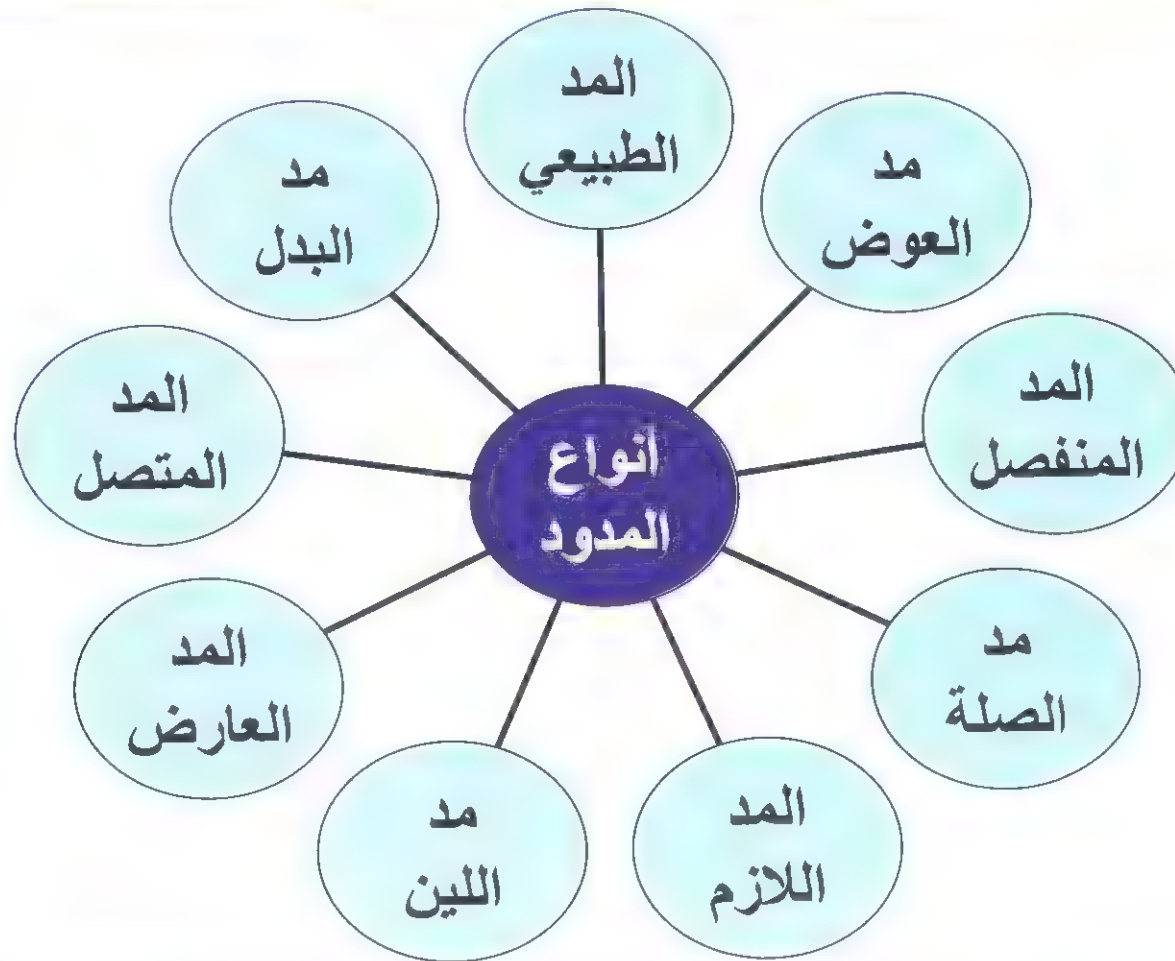 أنواع
المدود
المد
الطبيعي
مد
العوض
المد
المنفصل
مد
الصلة
المد
اللازم
مد
اللين
المد
العارض
المد
المتصل
مد
البدل